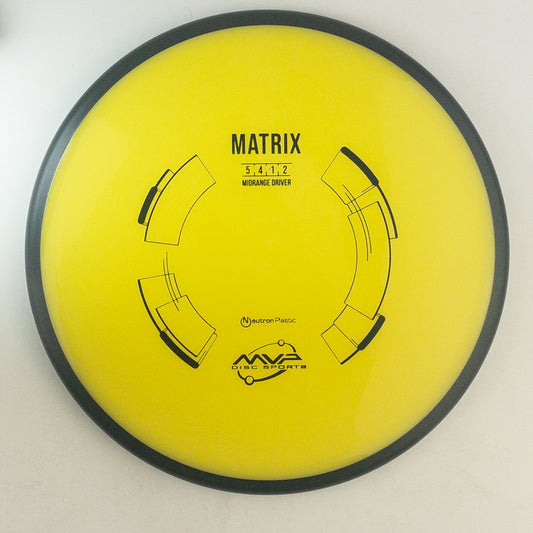 MATRIX
5 4 1 2
MIDRANGE DRIVER
Neutron Plastic
MVP
DISC SPORTS